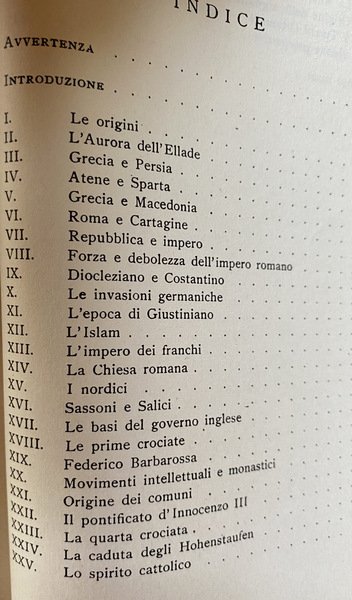 INDICE
AVVERTENZA
INTRODUZIONE
I. Le origini
II. L'Aurora dell'Ellade
III. Grecia e Persia
IV. Atene e Sparta
V. Grecia e Macedonia
VI. Roma e Cartagine
VII. Repubblica e impero
VIII. Forza e debolezza dell'impero romano
IX. Diocleziano e Costantino
X. Le invasioni germaniche
XI. L'epoca di Giustiniano
XII. L'Islam
XIII. L'impero dei franchi
XIV. La Chiesa romana
XV. I nordici
XVI. Sassoni e Salici
XVII. Le basi del governo inglese
XVIII. Le prime crociate
XIX. Federico Barbarossa
XX. Movimenti intellettuali e monastici
XXI. Origine dei comuni
XXII. Il pontificato d'Innocenzo III
XXIII. La quarta crociata
XXIV. La caduta degli Hohenstaufen
XXV. Lo spirito cattolico